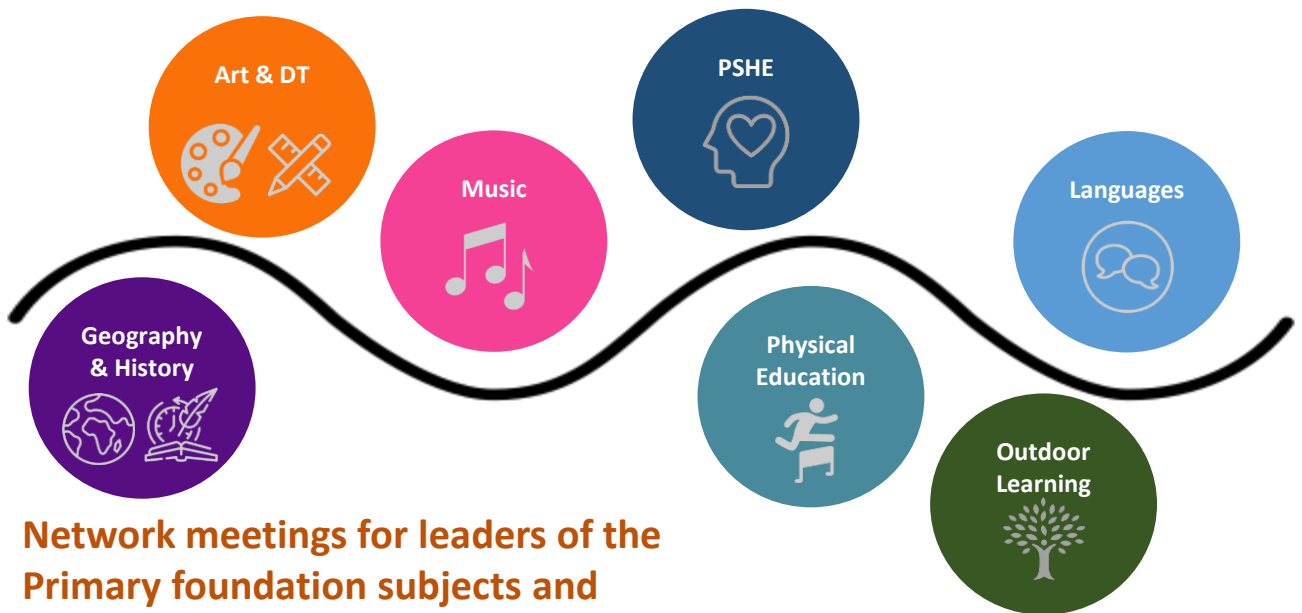 Art & DT
PSHE
Music
Languages
Geography
& History
Physical
Education
Outdoor
Learning
Network meetings for leaders of the
Primary foundation subjects and